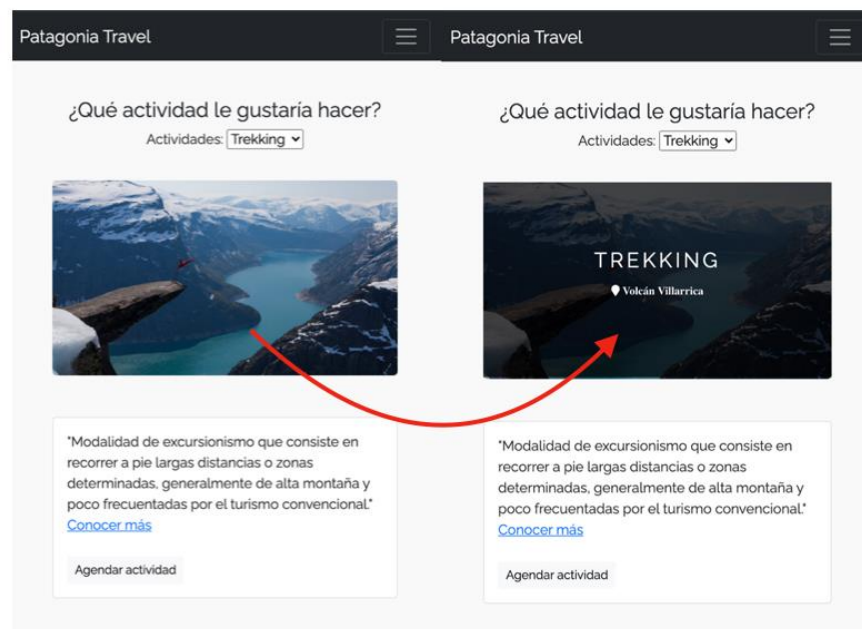 Patagonia Travel
¿Qué actividad le gustaría hacer?
Actividades: Trekking
"Modalidad de excursionismo que consiste en
recorrer a pie largas distancias o zonas
determinadas, generalmente de alta montaña y
poco frecuentadas por el turismo convencional."
Conocer más
Agendar actividad
Patagonia Travel
¿Qué actividad le gustaría hacer?
Actividades: Trekking
TREKKING
Volcán Villarrica
"Modalidad de excursionismo que consiste en
recorrer a pie largas distancias o zonas
determinadas, generalmente de alta montaña y
poco frecuentadas por el turismo convencional."
Conocer más
Agendar actividad